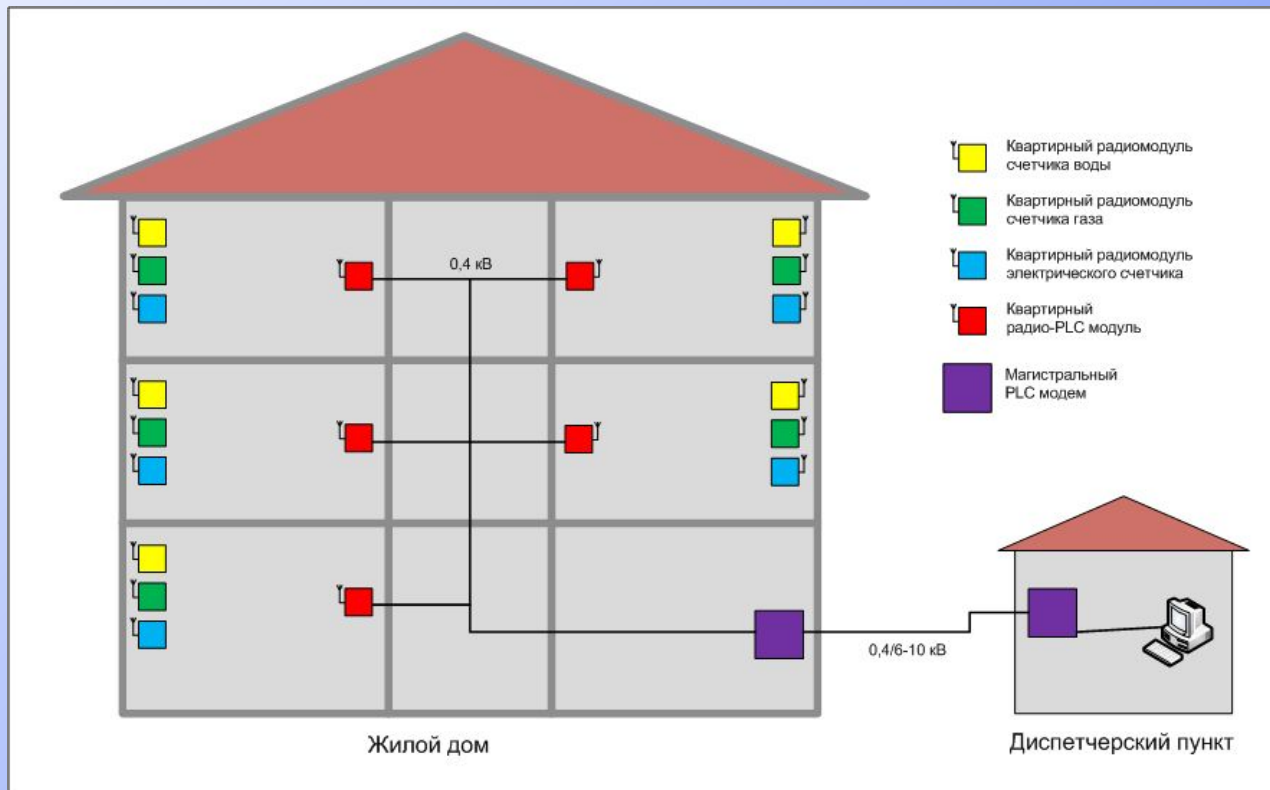 Квартирный радиомодуль
счетчика воды
Квартирный радиомодуль
счетчика газа
0,4 кВ
Квартирный радиомодуль
электрического счетчика
Квартирный
радио-PLC модуль
Магистральный
PLC модем
0,4/6-10 кВ
Жилой дом
Диспетчерский пункт